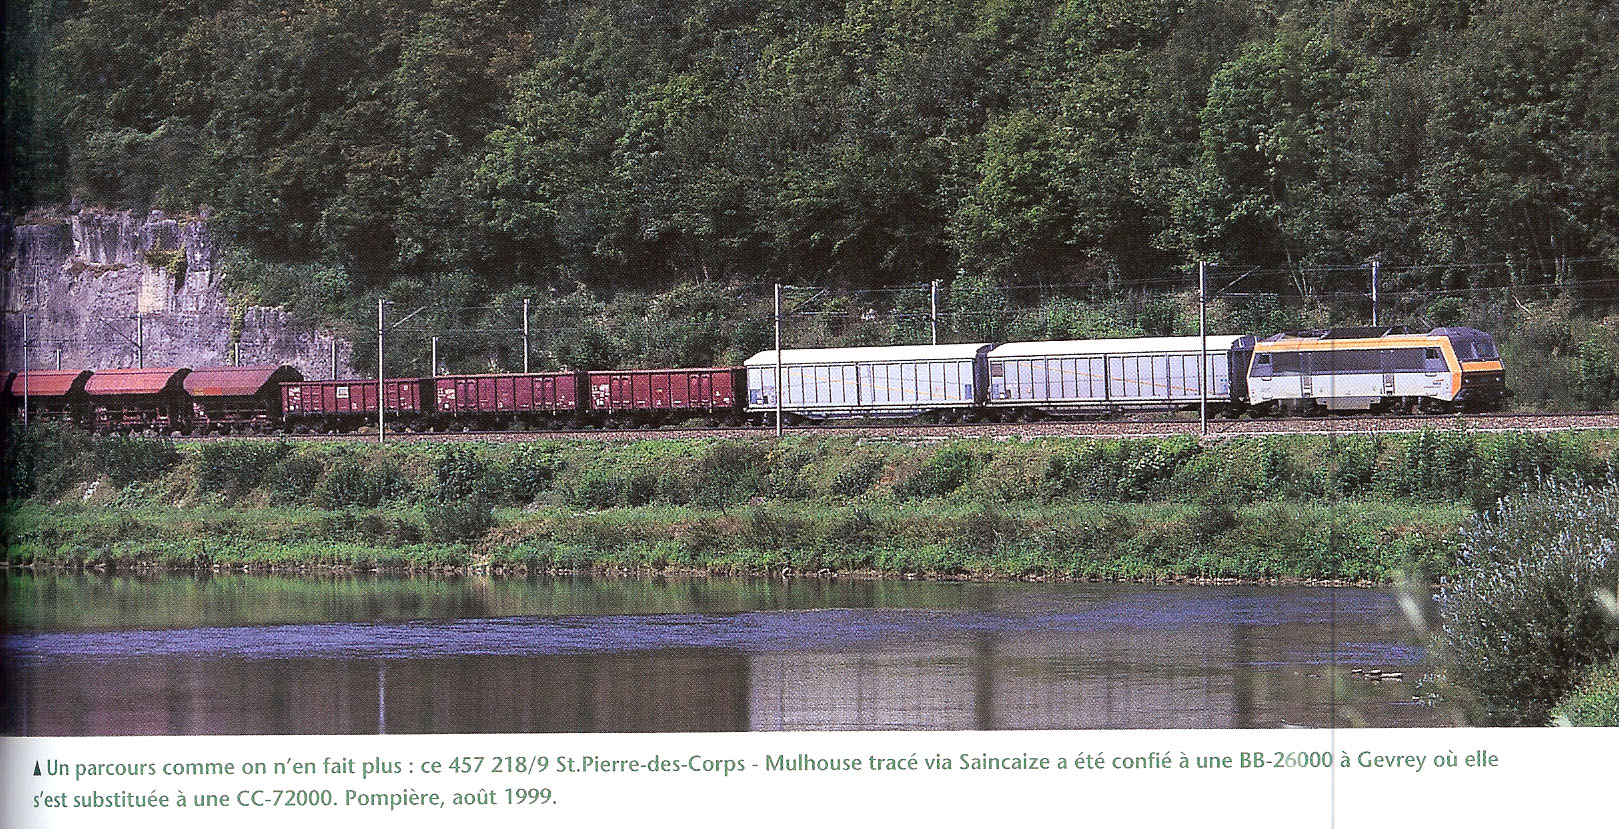 ▲Un parcours comme on n'en fait plus : ce 457 218/9 St.Pierre-des-Corps - Mulhouse tracé via Saincaize a été confié à une BB-26000 à Gevrey où elle
s'est substituée à une CC-72000. Pompière, août 1999.